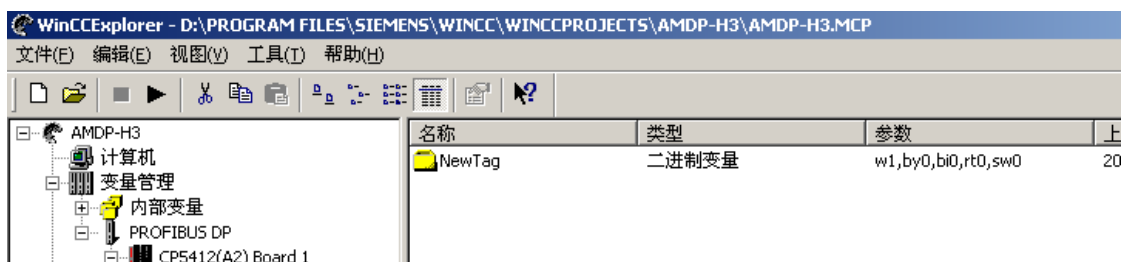 WinCCExplorer - D:\PROGRAM FILES\SIEMENS\WINCC\WINCCPROJECTS\AMDP-H3\AMDP-H3.MCP
文件(F) 编辑(E) 视图(V) 工具(T) 帮助(H)
AMDP-H3
计算机
变量管理
内部变量
PROFIBUS DP
CP5412(A2) Board 1
名称 类型 参数 上
NewTag 二进制变量 w1,by0,bi0,rt0,sw0 20